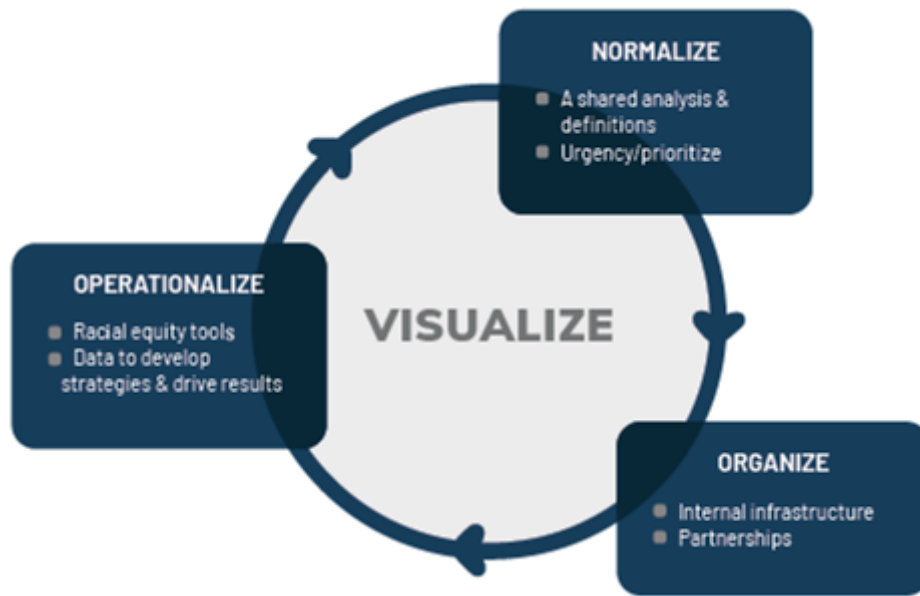 NORMALIZE
A shared analysis &
definitions
Urgency/prioritize
VISUALIZE
OPERATIONALIZE
Racial equity tools
Data to develop
strategies & drive results
ORGANIZE
Internal infrastructure
Partnerships